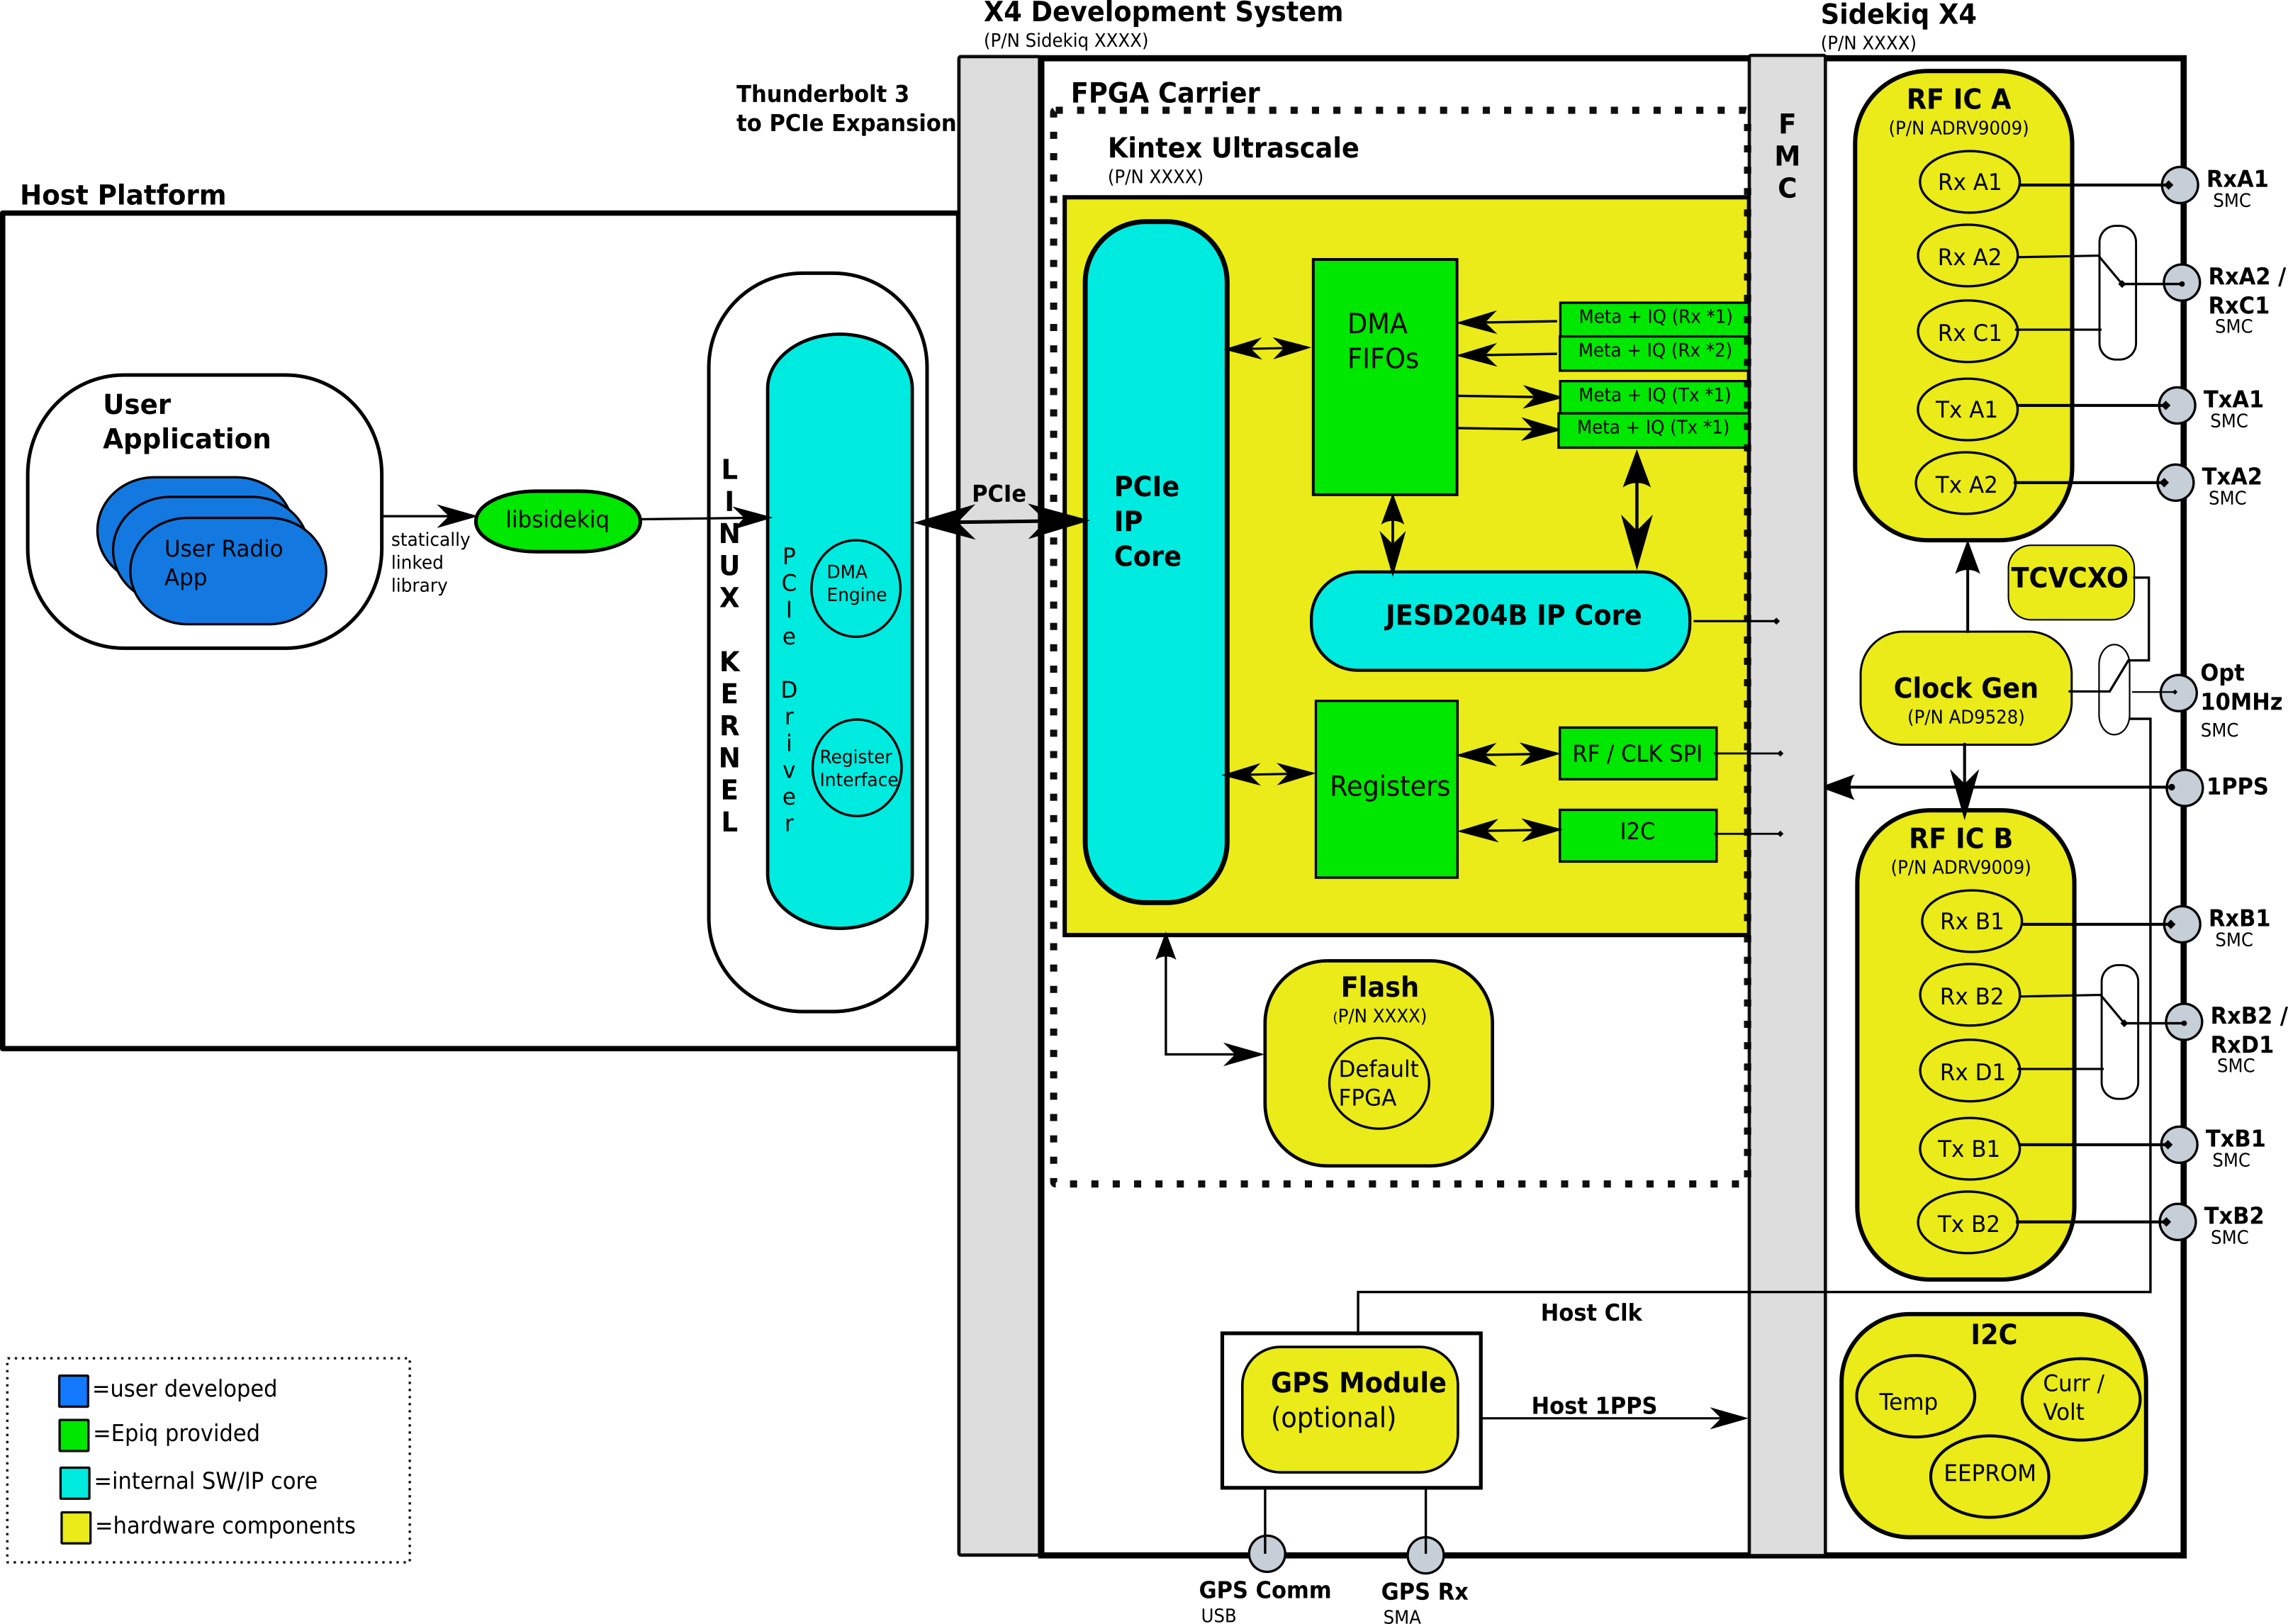 X4 Development System
(P/N Sidekiq XXXX)
Sidekiq X4
(P/N XXXX)
Thunderbolt 3
to PCIe Expansion
Host Platform
User
Application
User Radio
App
statically
linked
library
libsidekiq
LINUX KERNEL
PCIe Driver
DMA
Engine
Register
Interface
PCIe
FPGA Carrier
Kintex Ultrascale
(P/N XXXX)
PCIe
IP
Core
DMA
FIFOs
Meta + IQ (Rx *1)
Meta + IQ (Rx *2)
Meta + IQ (Tx *1)
Meta + IQ (Tx *1)
JESD204B IP Core
Registers
RF / CLK SPI
I2C
Flash
(P/N XXXX)
Default
FPGA
FMC
RF IC A
(P/N ADRV9009)
Rx A1
Rx A2
Rx C1
Tx A1
Tx A2
RxA1
SMC
RxA2 /
RxC1
SMC
TxA1
SMC
TxA2
SMC
TCVCXO
Clock Gen
(P/N AD9528)
Opt
10MHz
SMC
1PPS
RF IC B
(P/N ADRV9009)
Rx B1
Rx B2
Rx D1
Tx B1
Tx B2
RxB1
SMC
RxB2 /
RxD1
SMC
TxB1
SMC
TxB2
SMC
Host Clk
GPS Module
(optional)
Host 1PPS
GPS Comm
USB
GPS Rx
SMA
I2C
Temp
Curr /
Volt
EEPROM
=user developed
=Epiq provided
=internal SW/IP core
=hardware components